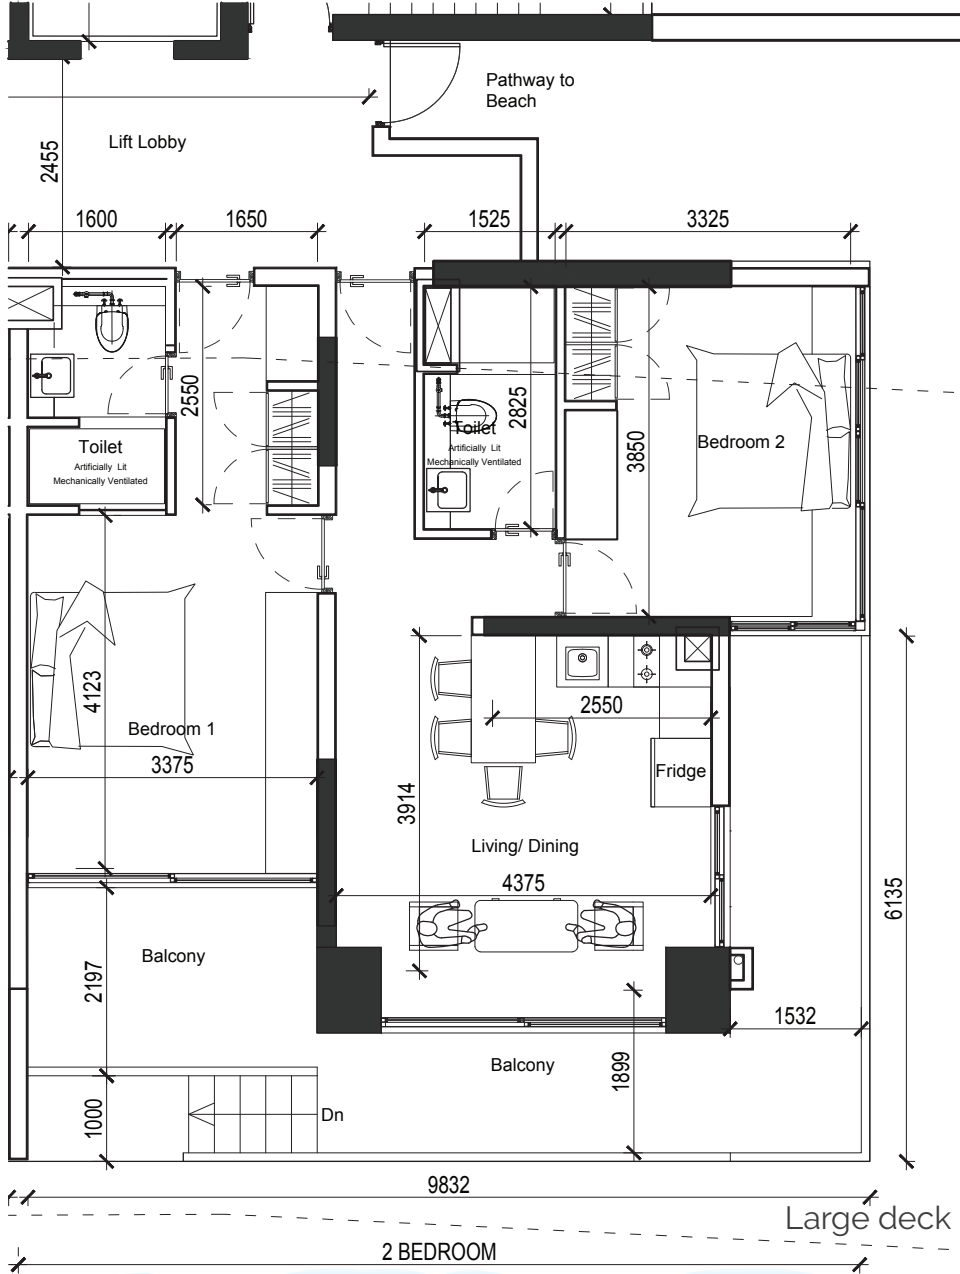 Pathway to
Beach
Lift Lobby
2455
1600
1650
1525
3325
2550
2825
3850
Toilet
Artificially Lit
Mechanically Ventilated
Toilet
Artificially Lit
Mechanically Ventilated
Bedroom 2
4123
Bedroom 1
3375
2550
Fridge
3914
Living/ Dining
4375
6135
Balcony
2197
1532
Balcony
1899
1000
Dn
9832
Large deck
2 BEDROOM